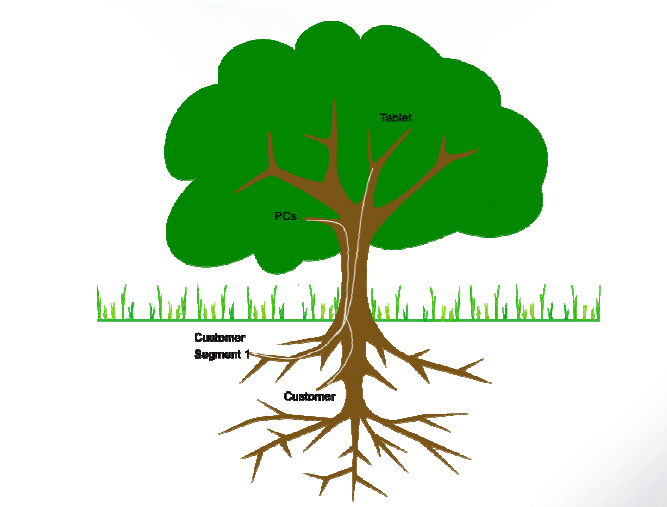 Tablet
PCs
Customer
Segment 1
Customer